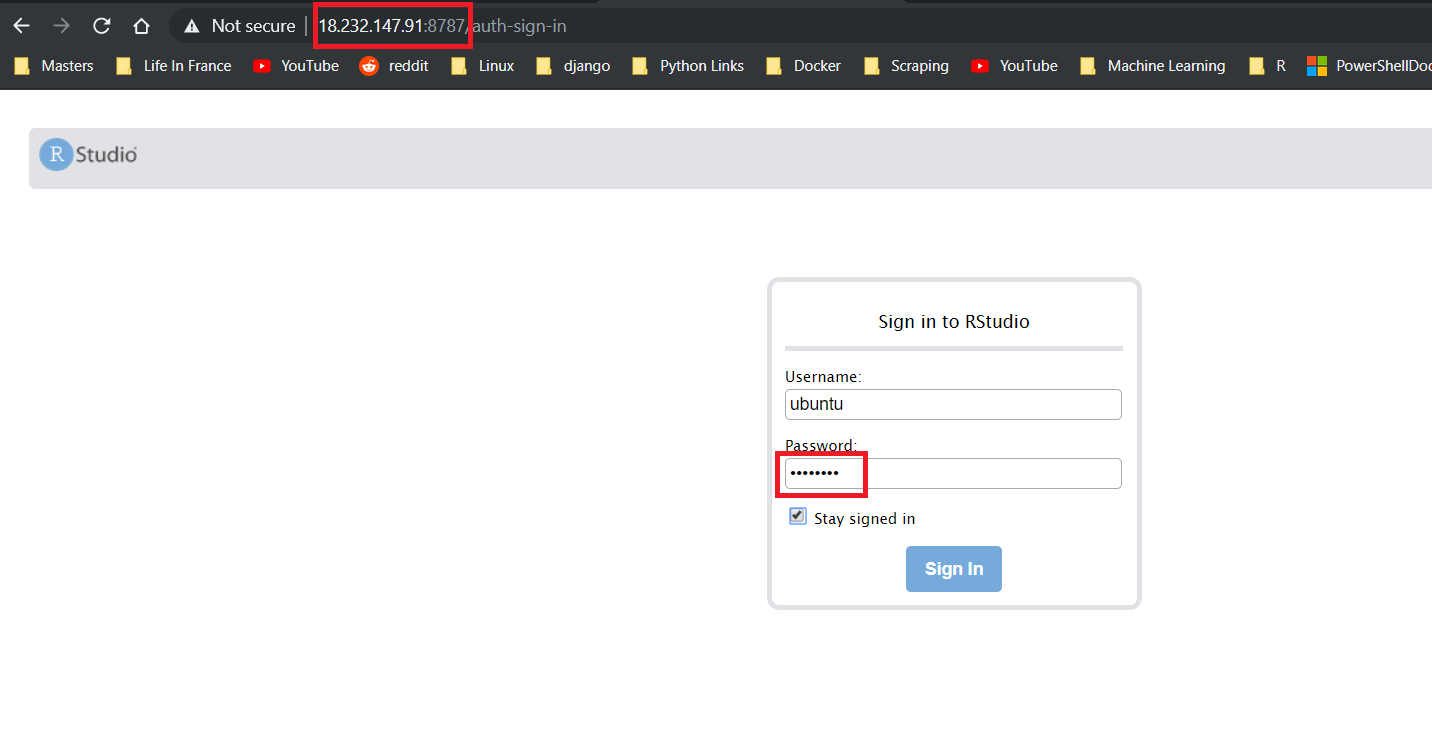 Not secure | 18.232.147.91:8787/auth-sign-in
Masters Life In France YouTube reddit Linux django Python Links Docker Scraping YouTube Machine Learning R PowerShellDoc
R Studio
Sign in to RStudio
Username:
ubuntu
Password:
••••••••
Stay signed in
Sign In